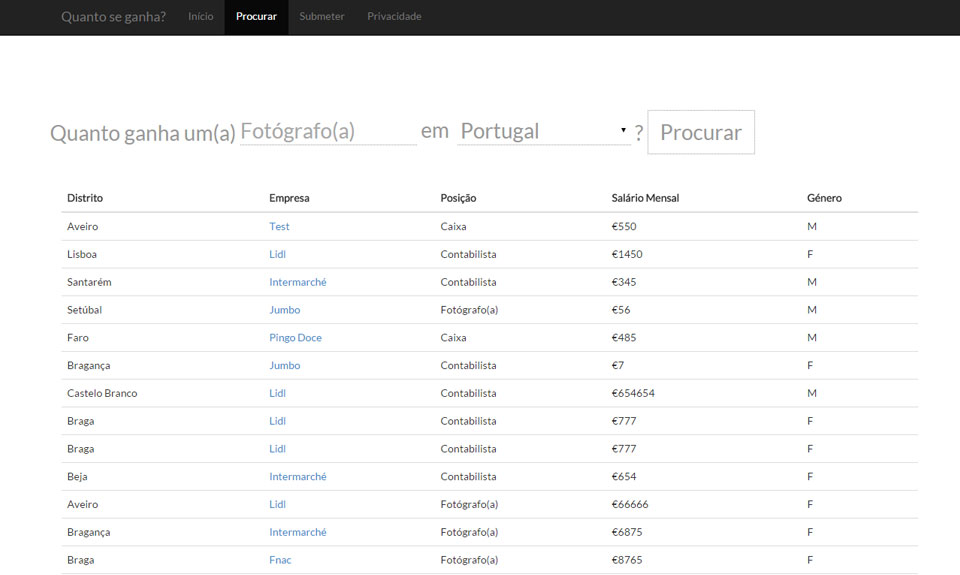 Quanto se ganha? Início Procurar Submeter Privacidade
Quanto ganha um(a) Fotógrafo(a) em Portugal ? Procurar
Distrito Empresa Posição Salário Mensal Género
Aveiro Test Caixa €550 M
Lisboa Lidl Contabilista €1450 F
Santarém Intermarché Contabilista €345 M
Setúbal Jumbo Fotógrafo(a) €56 M
Faro Pingo Doce Caixa €485 M
Bragança Jumbo Contabilista €7 F
Castelo Branco Lidl Contabilista €654654 M
Braga Lidl Contabilista €777 F
Braga Lidl Contabilista €777 F
Beja Intermarché Contabilista €654 F
Aveiro Lidl Fotógrafo(a) €66666 F
Bragança Intermarché Fotógrafo(a) €6875 F
Braga Fnac Fotógrafo(a) €8765 F